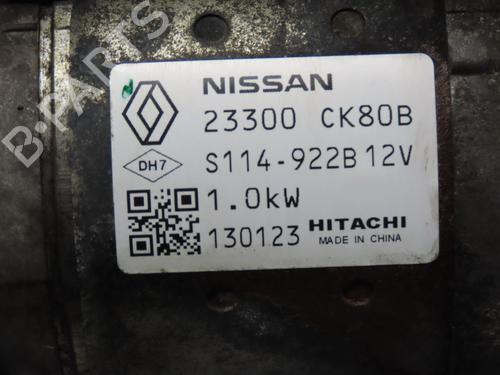 B-PARTS
NISSAN
23300 CK80B
DH7
S114-922B 12V
1.0kW
130123 HITACHI
MADE IN CHINA